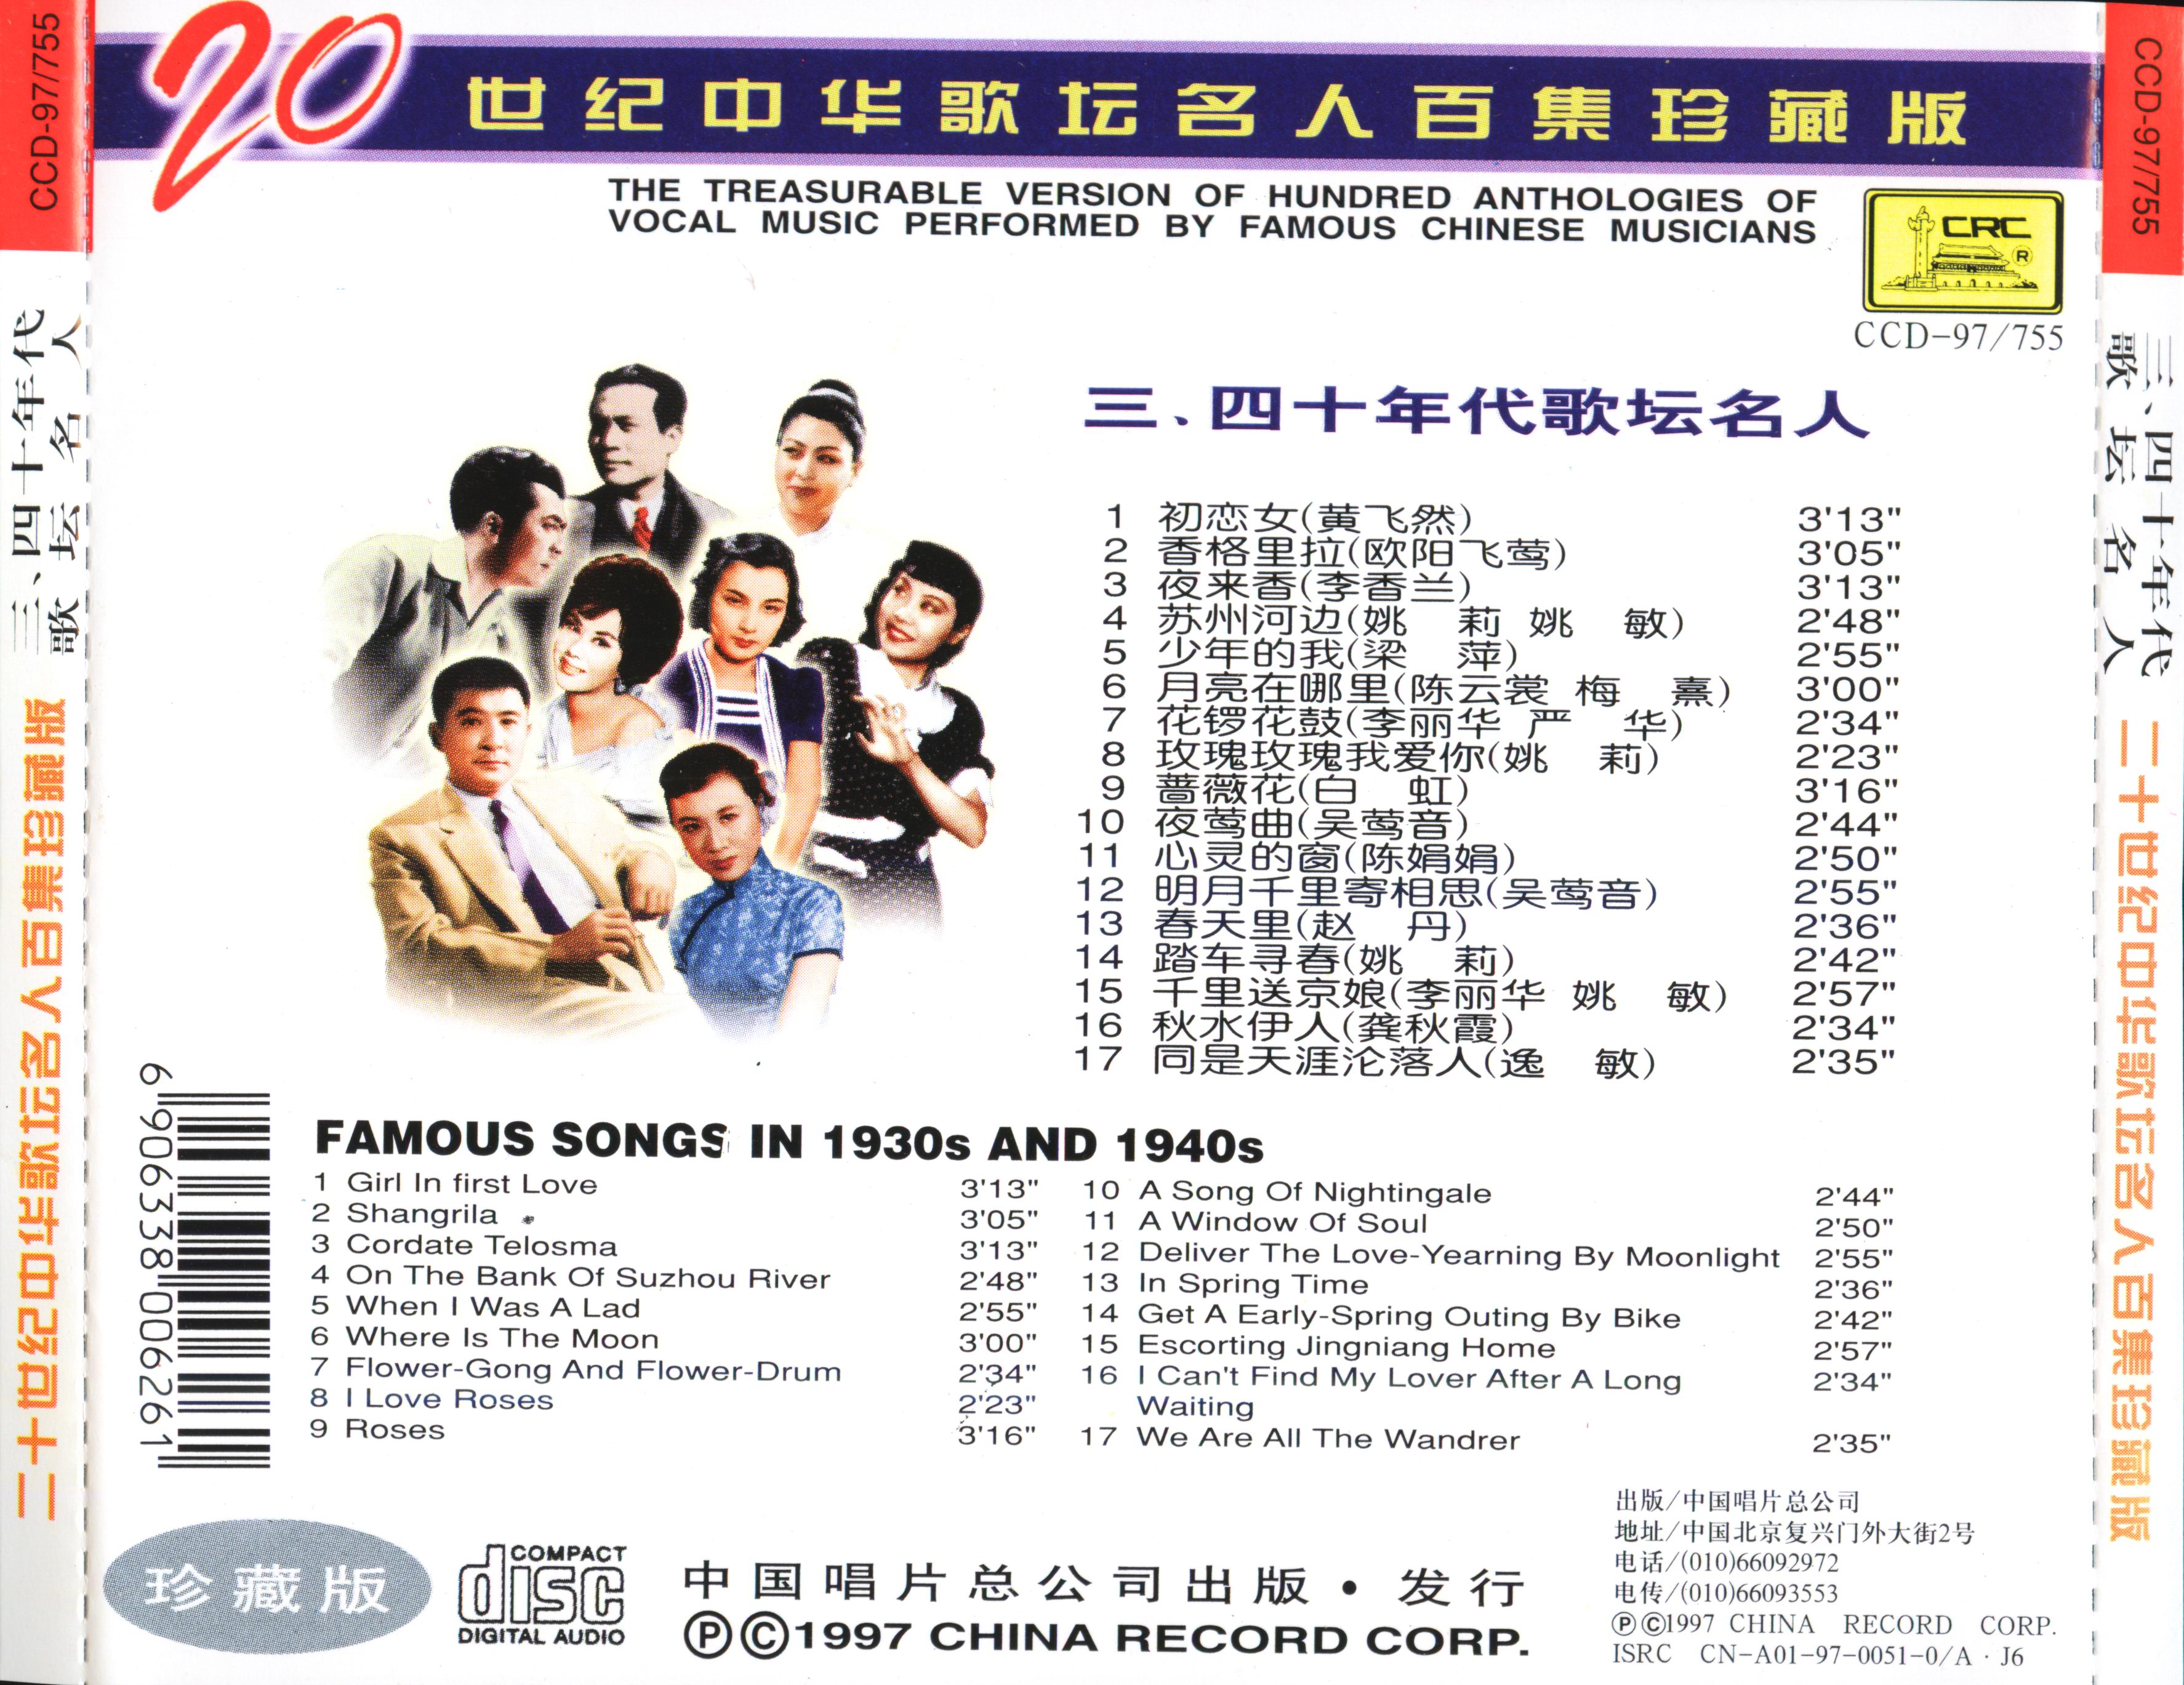 CCD-97/755
三、四十年代
歌坛名人
二十世纪中华歌坛名人百集珍藏版
20世纪中华歌坛名人百集珍藏版
THE TREASURABLE VERSION OF HUNDRED ANTHOLOGIES OF
VOCAL MUSIC PERFORMED BY FAMOUS CHINESE MUSICIANS
CRC
®
CCD-97/755
三、四十年代歌坛名人
1 初恋女(黄飞然) 3'13"
2 香格里拉(欧阳飞莺) 3'05"
3 夜来香(李香兰) 3'13"
4 苏州河边(姚 莉 姚 敏) 2'48"
5 少年的我(梁 萍) 2'55"
6 月亮在哪里(陈云裳 梅 熹) 3'00"
7 花锣花鼓(李丽华 严 华) 2'34"
8 玫瑰玫瑰我爱你(姚 莉) 2'23"
9 蔷薇花(白 虹) 3'16"
10 夜莺曲(吴莺音) 2'44"
11 心灵的窗(陈娟娟) 2'50"
12 明月千里寄相思(吴莺音) 2'55"
13 春天里(赵 丹) 2'36"
14 踏车寻春(姚 莉) 2'42"
15 千里送京娘(李丽华 姚 敏) 2'57"
16 秋水伊人(龚秋霞) 2'34"
17 同是天涯沦落人(逸 敏) 2'35"
6 906338 006261
FAMOUS SONGS IN 1930s AND 1940s
1 Girl In first Love 3'13"
2 Shangrila 3'05"
3 Cordate Telosma 3'13"
4 On The Bank Of Suzhou River 2'48"
5 When I Was A Lad 2'55"
6 Where Is The Moon 3'00"
7 Flower-Gong And Flower-Drum 2'34"
8 I Love Roses 2'23"
9 Roses 3'16"
10 A Song Of Nightingale 2'44"
11 A Window Of Soul 2'50"
12 Deliver The Love-Yearning By Moonlight 2'55"
13 In Spring Time 2'36"
14 Get A Early-Spring Outing By Bike 2'42"
15 Escorting Jingniang Home 2'57"
16 I Can't Find My Lover After A Long 2'34"
Waiting
17 We Are All The Wandrer 2'35"
珍藏版
COMPACT
disc
DIGITAL AUDIO
中国唱片总公司出版·发行
ⓅⒸ1997 CHINA RECORD CORP.
出版/中国唱片总公司
地址/中国北京复兴门外大街2号
电话/(010)66092972
电传/(010)66093553
ⓅⒸ1997 CHINA RECORD CORP.
ISRC CN-A01-97-0051-0/A·J6
CCD-97/755
三、四十年代
歌坛名人
二十世纪中华歌坛名人百集珍藏版